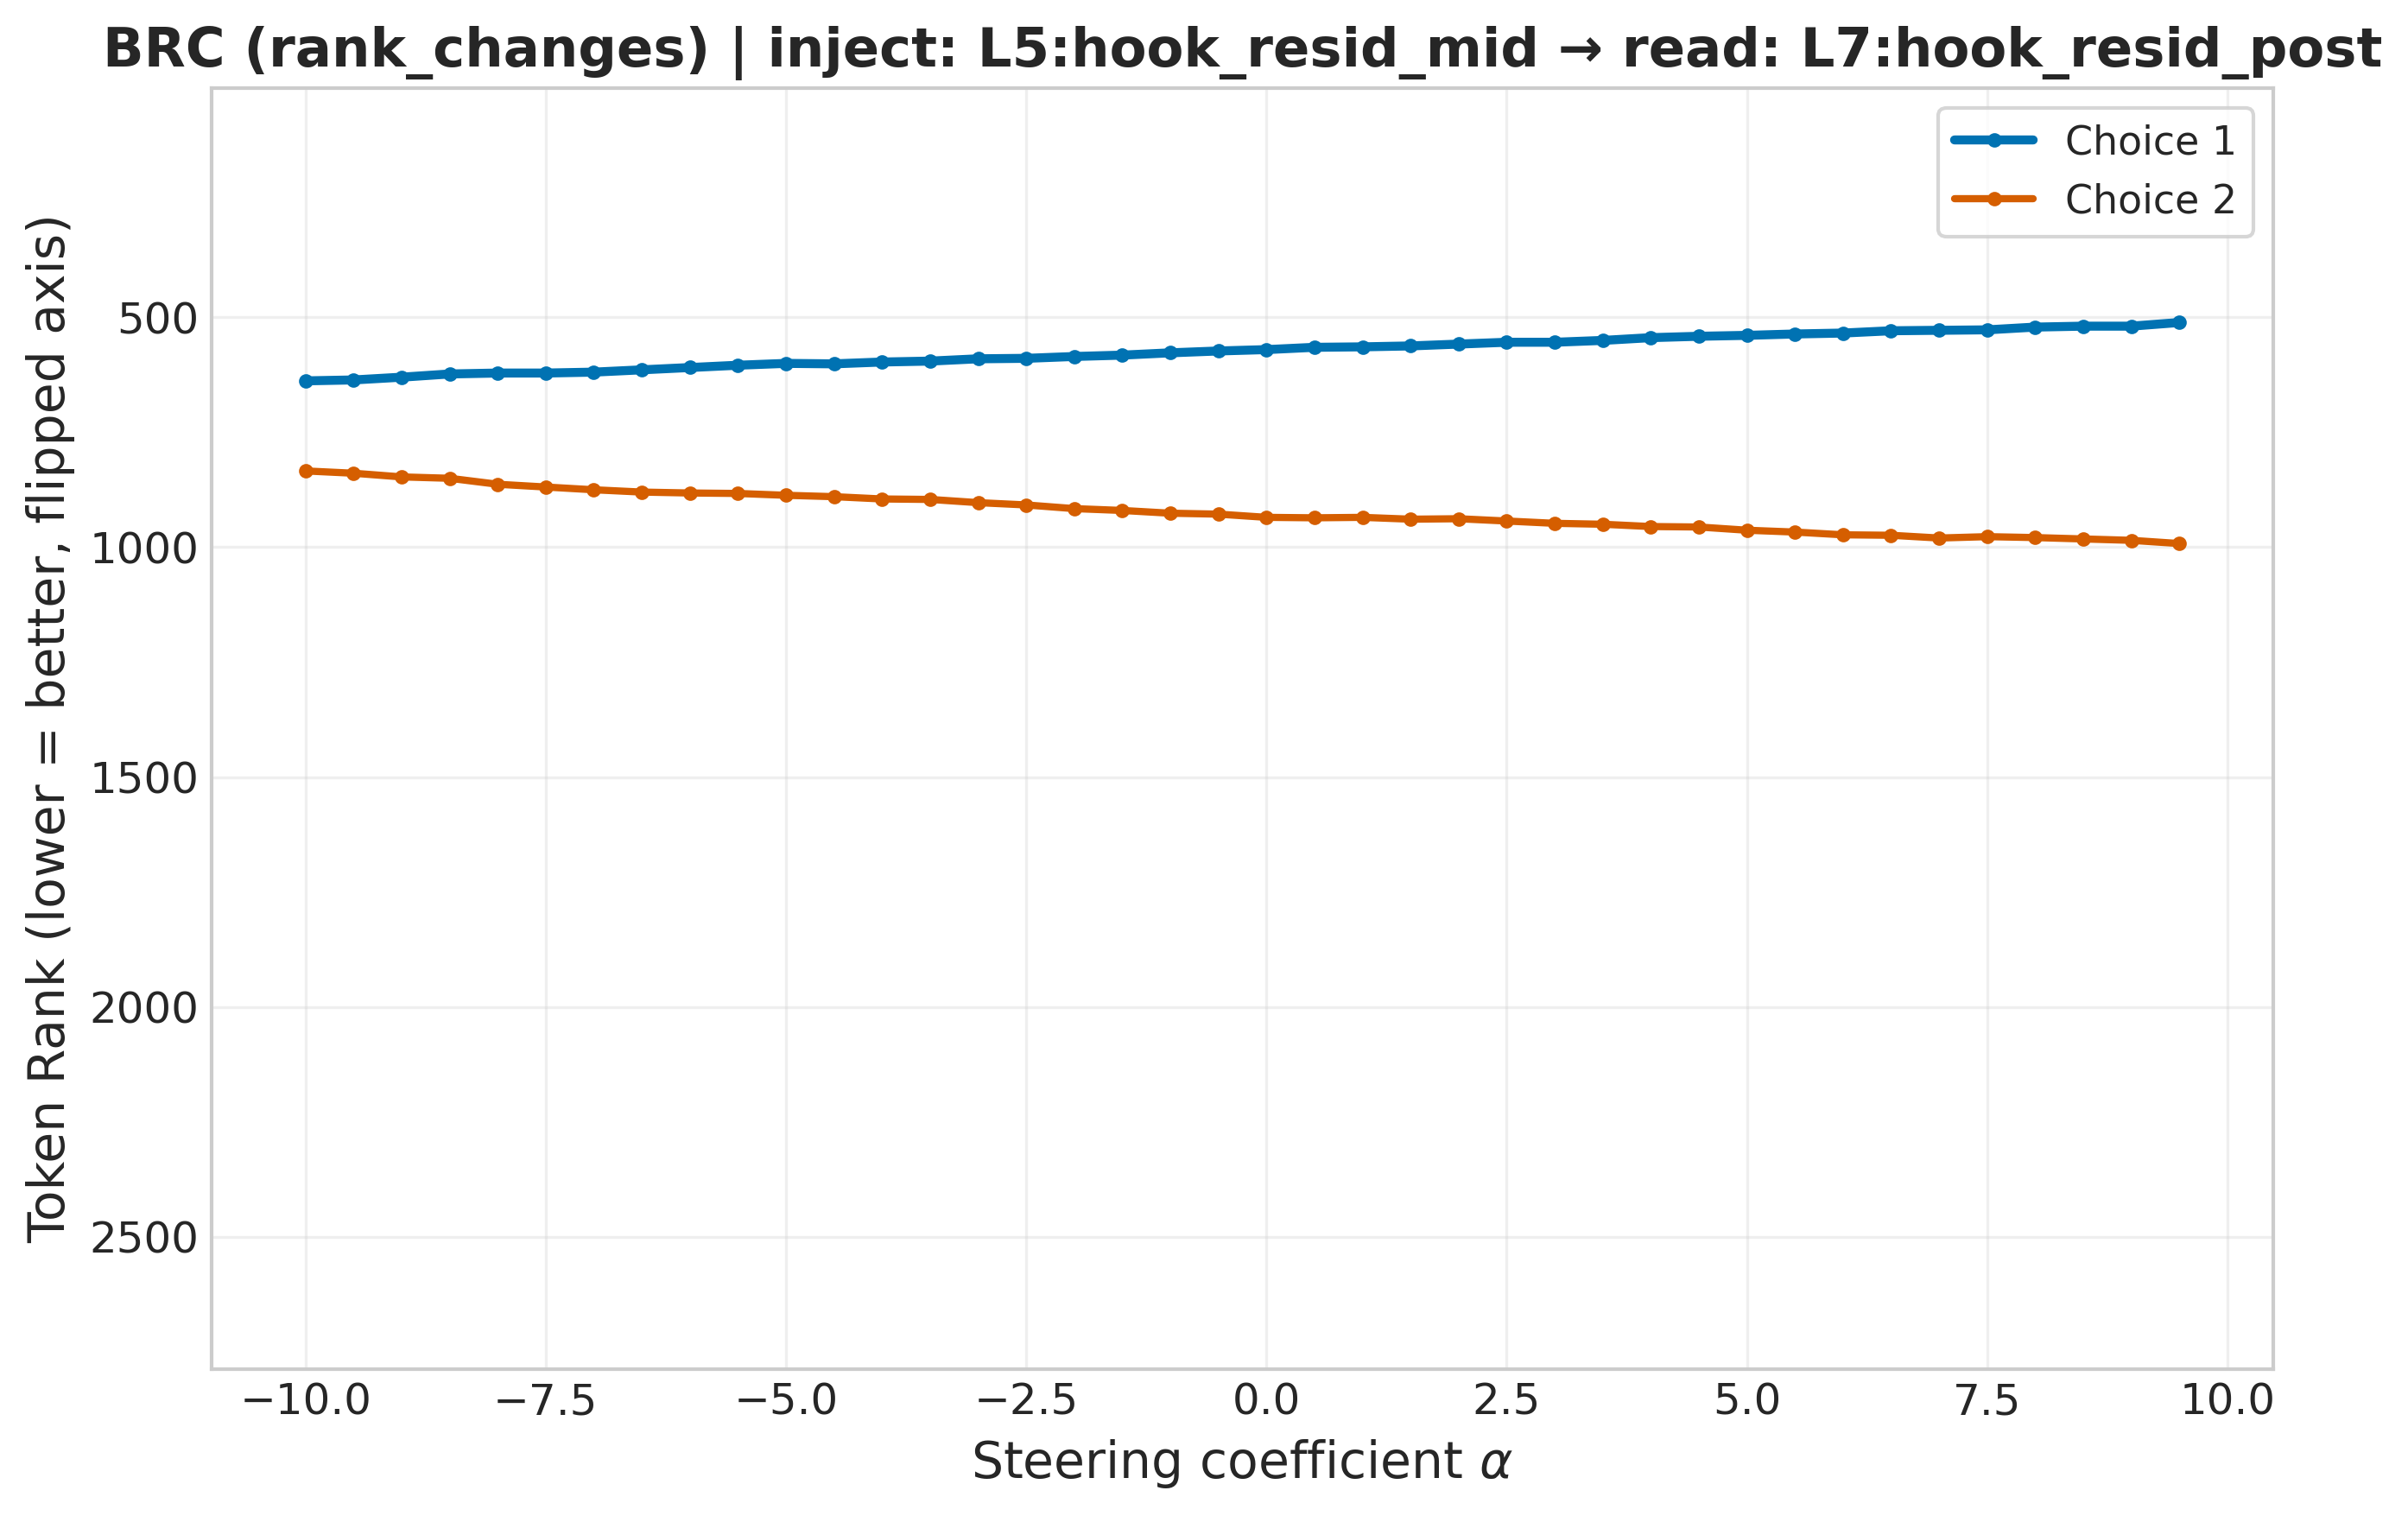 BRC (rank_changes) | inject: L5:hook_resid_mid → read: L7:hook_resid_post
Choice 1
Choice 2
Token Rank (lower = better, flipped axis)
500
1000
1500
2000
2500
−10.0 −7.5 −5.0 −2.5 0.0 2.5 5.0 7.5 10.0
Steering coefficient α